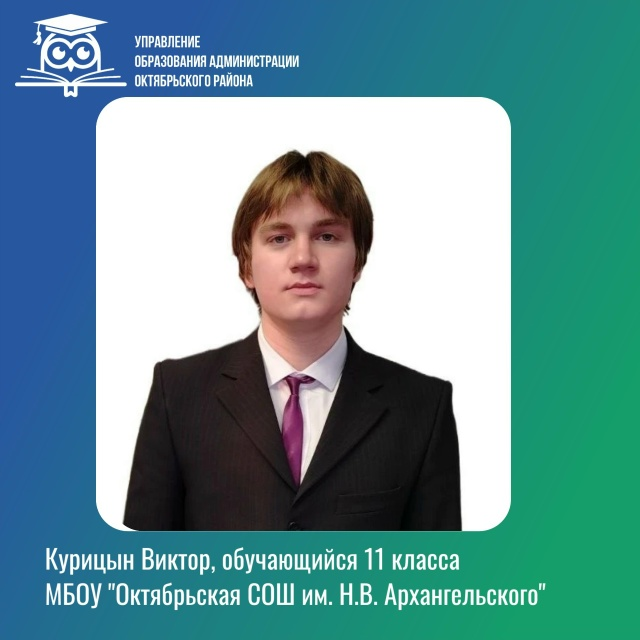 УПРАВЛЕНИЕ
ОБРАЗОВАНИЯ АДМИНИСТРАЦИИ
ОКТЯБРЬСКОГО РАЙОНА
Курицын Виктор, обучающийся 11 класса
МБОУ "Октябрьская СОШ им. Н.В. Архангельского"